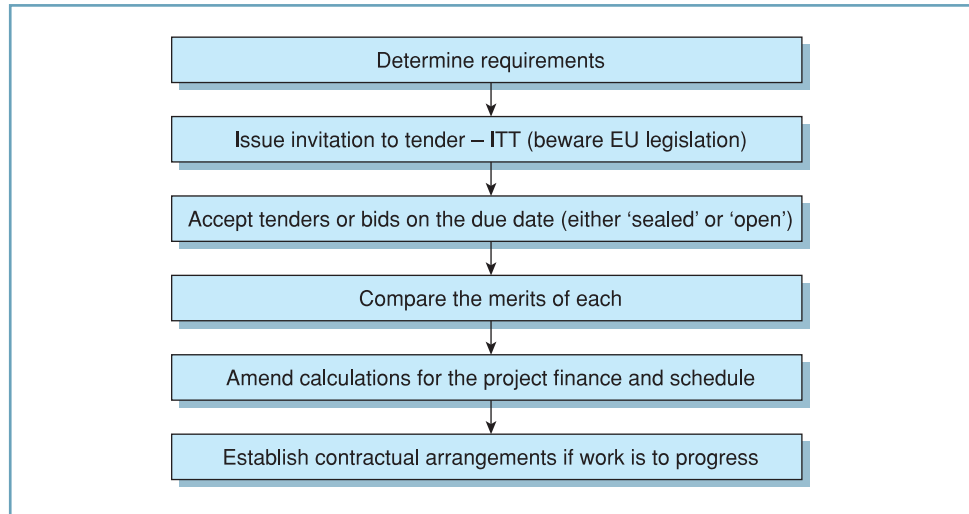 Determine requirements
Issue invitation to tender – ITT (beware EU legislation)
Accept tenders or bids on the due date (either ‘sealed’ or ‘open’)
Compare the merits of each
Amend calculations for the project finance and schedule
Establish contractual arrangements if work is to progress